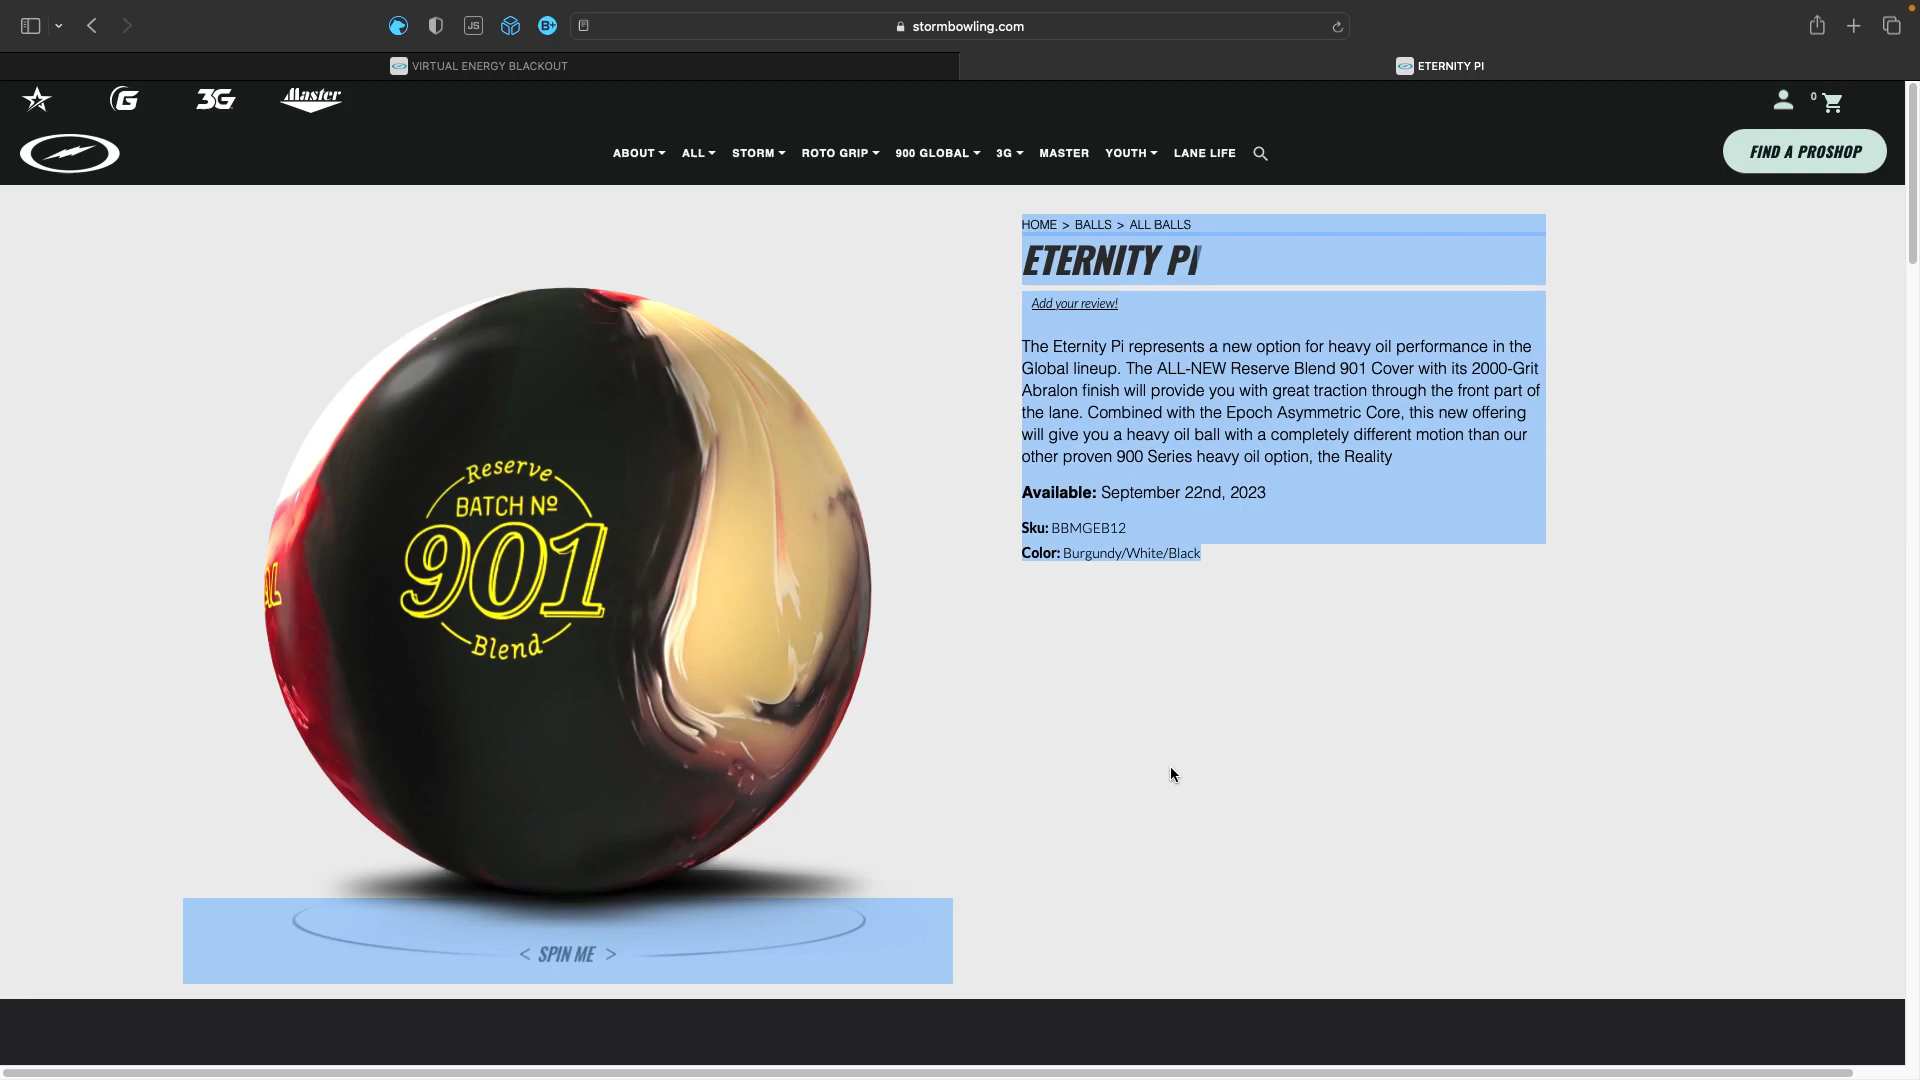 JS
B+
stormbowling.com
VIRTUAL ENERGY BLACKOUT
ETERNITY PI
G
3G
Master
0
ABOUT
ALL
STORM
ROTO GRIP
900 GLOBAL
3G
MASTER
YOUTH
LANE LIFE
FIND A PROSHOP
HOME > BALLS > ALL BALLS
ETERNITY PI
Add your review!
The Eternity Pi represents a new option for heavy oil performance in the
Global lineup. The ALL-NEW Reserve Blend 901 Cover with its 2000-Grit
Abralon finish will provide you with great traction through the front part of
the lane. Combined with the Epoch Asymmetric Core, this new offering
will give you a heavy oil ball with a completely different motion than our
other proven 900 Series heavy oil option, the Reality
Available: September 22nd, 2023
Sku: BBMGEB12
Color: Burgundy/White/Black
Reserve
BATCH Nº
901
Blend
AL
< SPIN ME >